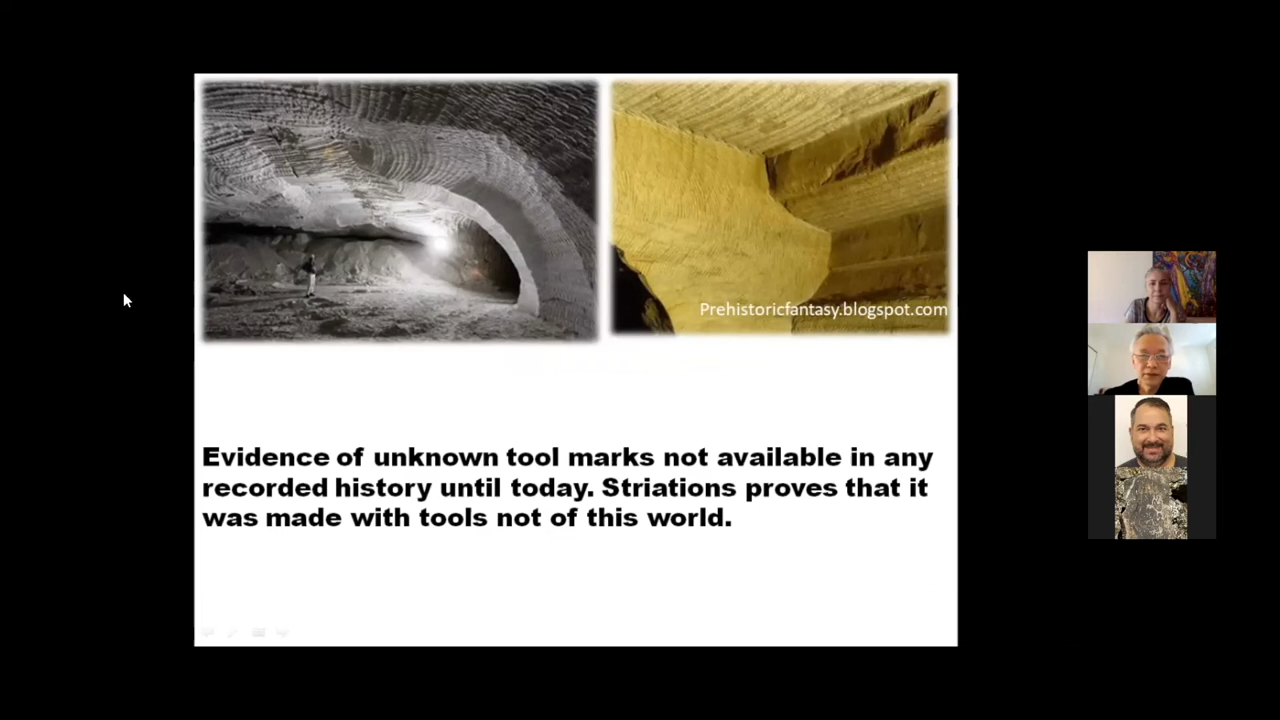 Prehistoricfantasy.blogspot.com
Evidence of unknown tool marks not available in any
recorded history until today. Striations proves that it
was made with tools not of this world.